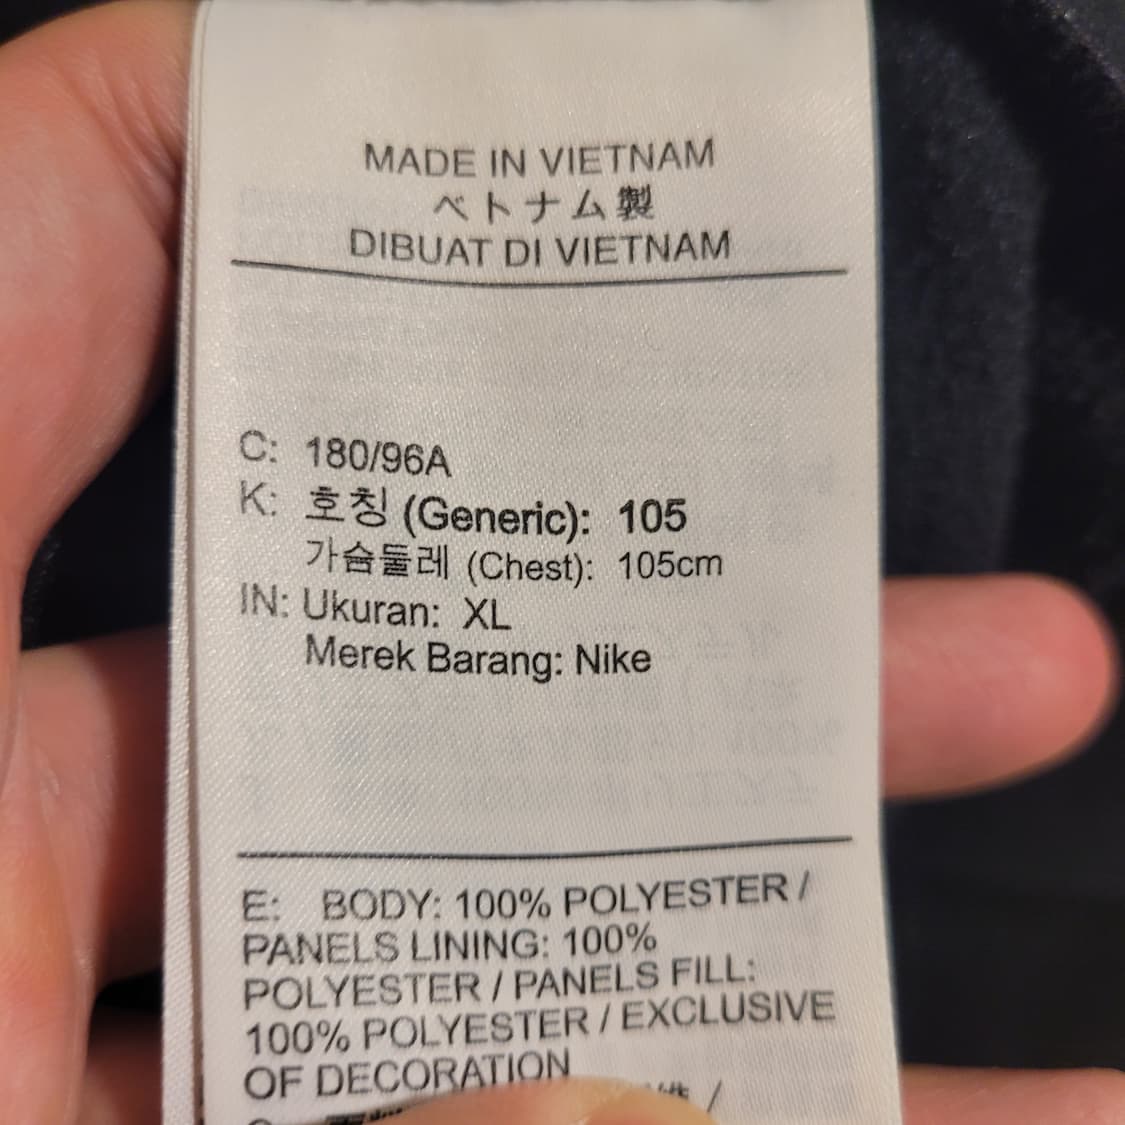 MADE IN VIETNAM
ベトナム製
DIBUAT DI VIETNAM
C: 180/96A
K: 호칭 (Generic): 105
가슴둘레 (Chest): 105cm
IN: Ukuran: XL
Merek Barang: Nike
E: BODY: 100% POLYESTER /
PANELS LINING: 100%
POLYESTER / PANELS FILL:
100% POLYESTER / EXCLUSIVE
OF DECORATION